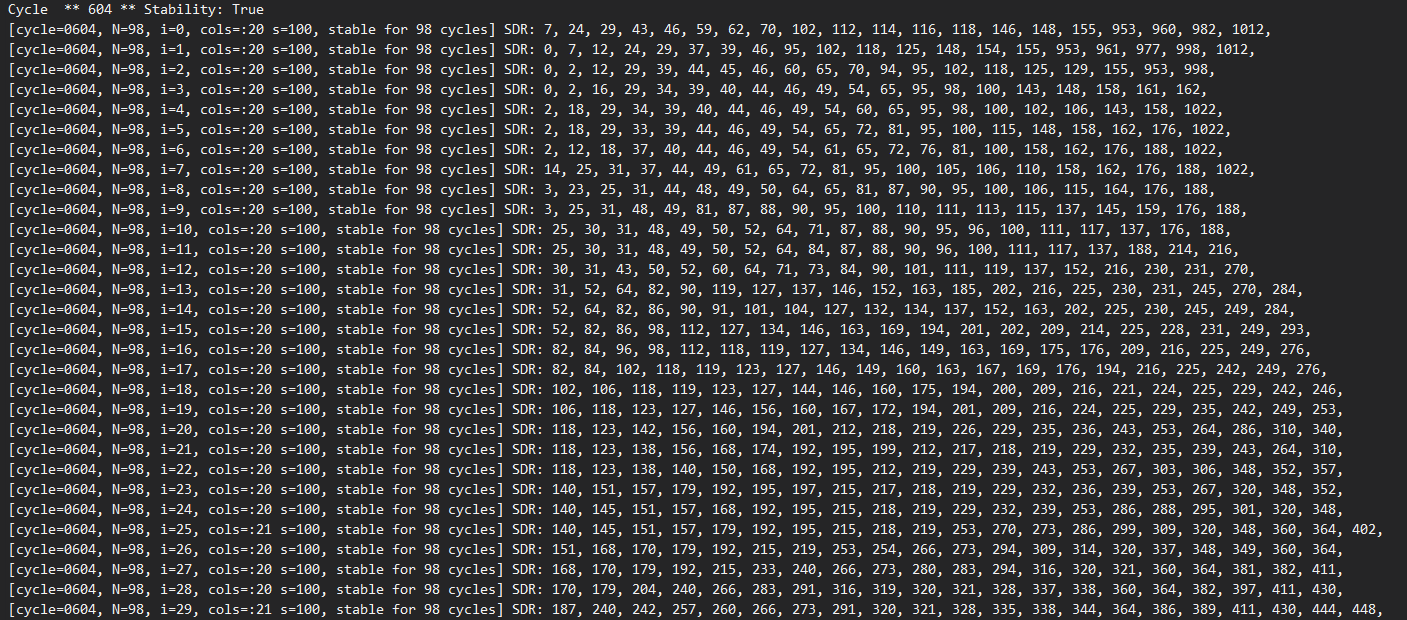 Cycle  ** 604 ** Stability: True
[cycle=0604, N=98, i=0, cols=:20 s=100, stable for 98 cycles] SDR: 7, 24, 29, 43, 46, 59, 62, 70, 102, 112, 114, 116, 118, 146, 148, 155, 953, 960, 982, 1012,
[cycle=0604, N=98, i=1, cols=:20 s=100, stable for 98 cycles] SDR: 0, 7, 12, 24, 29, 37, 39, 46, 95, 102, 118, 125, 148, 154, 155, 953, 961, 977, 998, 1012,
[cycle=0604, N=98, i=2, cols=:20 s=100, stable for 98 cycles] SDR: 0, 2, 12, 29, 39, 44, 45, 46, 60, 65, 70, 94, 95, 102, 118, 125, 129, 155, 953, 998,
[cycle=0604, N=98, i=3, cols=:20 s=100, stable for 98 cycles] SDR: 0, 2, 16, 29, 34, 39, 40, 44, 46, 49, 54, 65, 95, 98, 100, 143, 148, 158, 161, 162,
[cycle=0604, N=98, i=4, cols=:20 s=100, stable for 98 cycles] SDR: 2, 18, 29, 34, 39, 40, 44, 46, 49, 54, 60, 65, 95, 98, 100, 102, 106, 143, 158, 1022,
[cycle=0604, N=98, i=5, cols=:20 s=100, stable for 98 cycles] SDR: 2, 18, 29, 33, 39, 44, 46, 49, 54, 65, 72, 81, 95, 100, 115, 148, 158, 162, 176, 1022,
[cycle=0604, N=98, i=6, cols=:20 s=100, stable for 98 cycles] SDR: 2, 12, 18, 37, 40, 44, 46, 49, 54, 61, 65, 72, 76, 81, 100, 158, 162, 176, 188, 1022,
[cycle=0604, N=98, i=7, cols=:20 s=100, stable for 98 cycles] SDR: 14, 25, 31, 37, 44, 49, 61, 65, 72, 81, 95, 100, 105, 106, 110, 158, 162, 176, 188, 1022,
[cycle=0604, N=98, i=8, cols=:20 s=100, stable for 98 cycles] SDR: 3, 23, 25, 31, 44, 48, 49, 50, 64, 65, 81, 87, 90, 95, 100, 106, 115, 164, 176, 188,
[cycle=0604, N=98, i=9, cols=:20 s=100, stable for 98 cycles] SDR: 3, 25, 31, 48, 49, 81, 87, 88, 90, 95, 100, 110, 111, 113, 115, 137, 145, 159, 176, 188,
[cycle=0604, N=98, i=10, cols=:20 s=100, stable for 98 cycles] SDR: 25, 30, 31, 48, 49, 50, 52, 64, 71, 87, 88, 90, 95, 96, 100, 111, 117, 137, 176, 188,
[cycle=0604, N=98, i=11, cols=:20 s=100, stable for 98 cycles] SDR: 25, 30, 31, 48, 49, 50, 52, 64, 84, 87, 88, 90, 96, 100, 111, 117, 137, 188, 214, 216,
[cycle=0604, N=98, i=12, cols=:20 s=100, stable for 98 cycles] SDR: 30, 31, 43, 50, 52, 60, 64, 71, 73, 84, 90, 101, 111, 119, 137, 152, 216, 230, 231, 270,
[cycle=0604, N=98, i=13, cols=:20 s=100, stable for 98 cycles] SDR: 31, 52, 64, 82, 90, 119, 127, 137, 146, 152, 163, 185, 202, 216, 225, 230, 231, 245, 270, 284,
[cycle=0604, N=98, i=14, cols=:20 s=100, stable for 98 cycles] SDR: 52, 64, 82, 86, 90, 91, 101, 104, 127, 132, 134, 137, 152, 163, 202, 225, 230, 245, 249, 284,
[cycle=0604, N=98, i=15, cols=:20 s=100, stable for 98 cycles] SDR: 52, 82, 86, 98, 112, 127, 134, 146, 163, 169, 194, 201, 202, 209, 214, 225, 228, 231, 249, 293,
[cycle=0604, N=98, i=16, cols=:20 s=100, stable for 98 cycles] SDR: 82, 84, 96, 98, 112, 118, 119, 127, 134, 146, 149, 163, 169, 175, 176, 209, 216, 225, 249, 276,
[cycle=0604, N=98, i=17, cols=:20 s=100, stable for 98 cycles] SDR: 82, 84, 102, 118, 119, 123, 127, 146, 149, 160, 163, 167, 169, 176, 194, 216, 225, 242, 249, 276,
[cycle=0604, N=98, i=18, cols=:20 s=100, stable for 98 cycles] SDR: 102, 106, 118, 119, 123, 127, 144, 146, 160, 175, 194, 200, 209, 216, 221, 224, 225, 229, 242, 246,
[cycle=0604, N=98, i=19, cols=:20 s=100, stable for 98 cycles] SDR: 106, 118, 123, 127, 146, 156, 160, 167, 172, 194, 201, 209, 216, 224, 225, 229, 235, 242, 249, 253,
[cycle=0604, N=98, i=20, cols=:20 s=100, stable for 98 cycles] SDR: 118, 123, 142, 156, 160, 194, 201, 212, 218, 219, 226, 229, 235, 236, 243, 253, 264, 286, 310, 340,
[cycle=0604, N=98, i=21, cols=:20 s=100, stable for 98 cycles] SDR: 118, 123, 138, 156, 168, 174, 192, 195, 199, 212, 217, 218, 219, 229, 232, 235, 239, 243, 264, 310,
[cycle=0604, N=98, i=22, cols=:20 s=100, stable for 98 cycles] SDR: 118, 123, 138, 140, 150, 168, 192, 195, 212, 219, 229, 239, 243, 253, 267, 303, 306, 348, 352, 357,
[cycle=0604, N=98, i=23, cols=:20 s=100, stable for 98 cycles] SDR: 140, 151, 157, 179, 192, 195, 197, 215, 217, 218, 219, 229, 232, 236, 239, 253, 267, 320, 348, 352,
[cycle=0604, N=98, i=24, cols=:20 s=100, stable for 98 cycles] SDR: 140, 145, 151, 157, 168, 192, 195, 215, 218, 219, 229, 232, 239, 253, 286, 288, 295, 301, 320, 348,
[cycle=0604, N=98, i=25, cols=:21 s=100, stable for 98 cycles] SDR: 140, 145, 151, 157, 179, 192, 195, 215, 218, 219, 253, 270, 273, 286, 299, 309, 320, 348, 360, 364, 402,
[cycle=0604, N=98, i=26, cols=:20 s=100, stable for 98 cycles] SDR: 151, 168, 170, 179, 192, 215, 219, 253, 254, 266, 273, 294, 309, 314, 320, 337, 348, 349, 360, 364,
[cycle=0604, N=98, i=27, cols=:20 s=100, stable for 98 cycles] SDR: 168, 170, 179, 192, 215, 233, 240, 266, 273, 280, 283, 294, 316, 320, 321, 360, 364, 381, 382, 411,
[cycle=0604, N=98, i=28, cols=:20 s=100, stable for 98 cycles] SDR: 170, 179, 204, 240, 266, 283, 291, 316, 319, 320, 321, 328, 337, 338, 360, 364, 382, 397, 411, 430,
[cycle=0604, N=98, i=29, cols=:21 s=100, stable for 98 cycles] SDR: 187, 240, 242, 257, 260, 266, 273, 291, 320, 321, 328, 335, 338, 344, 364, 386, 389, 411, 430, 444, 448,